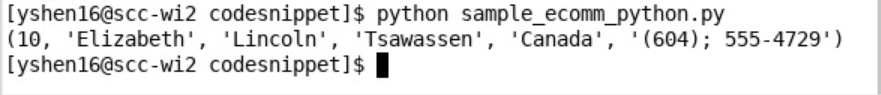 [yshen16@scc-wi2 codesnippet]$ python sample_ecomm_python.py
(10, 'Elizabeth', 'Lincoln', 'Tsawassen', 'Canada', '(604); 555-4729')
[yshen16@scc-wi2 codesnippet]$